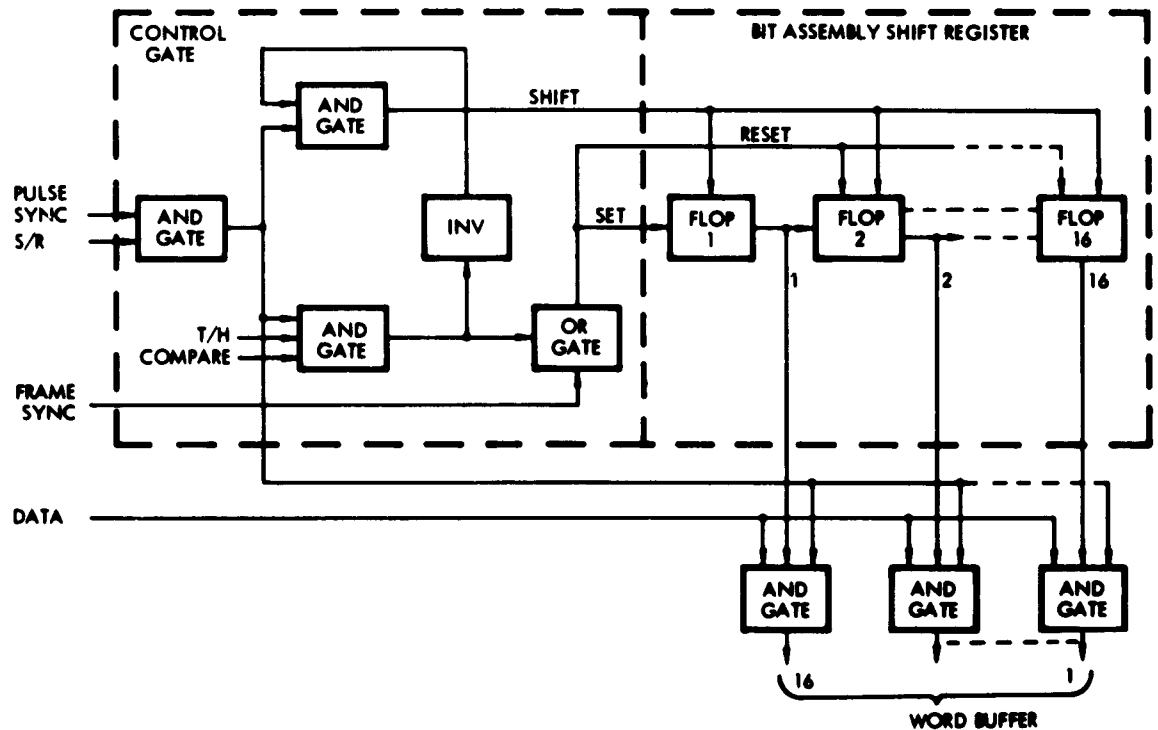 CONTROL
GATE
BIT ASSEMBLY SHIFT REGISTER
AND
GATE
SHIFT
RESET
PULSE
SYNC
S/R
AND
GATE
INV
SET
FLOP
1
FLOP
2
FLOP
16
1
2
16
T/H
COMPARE
AND
GATE
OR
GATE
FRAME
SYNC
DATA
AND
GATE
AND
GATE
AND
GATE
16
1
WORD BUFFER